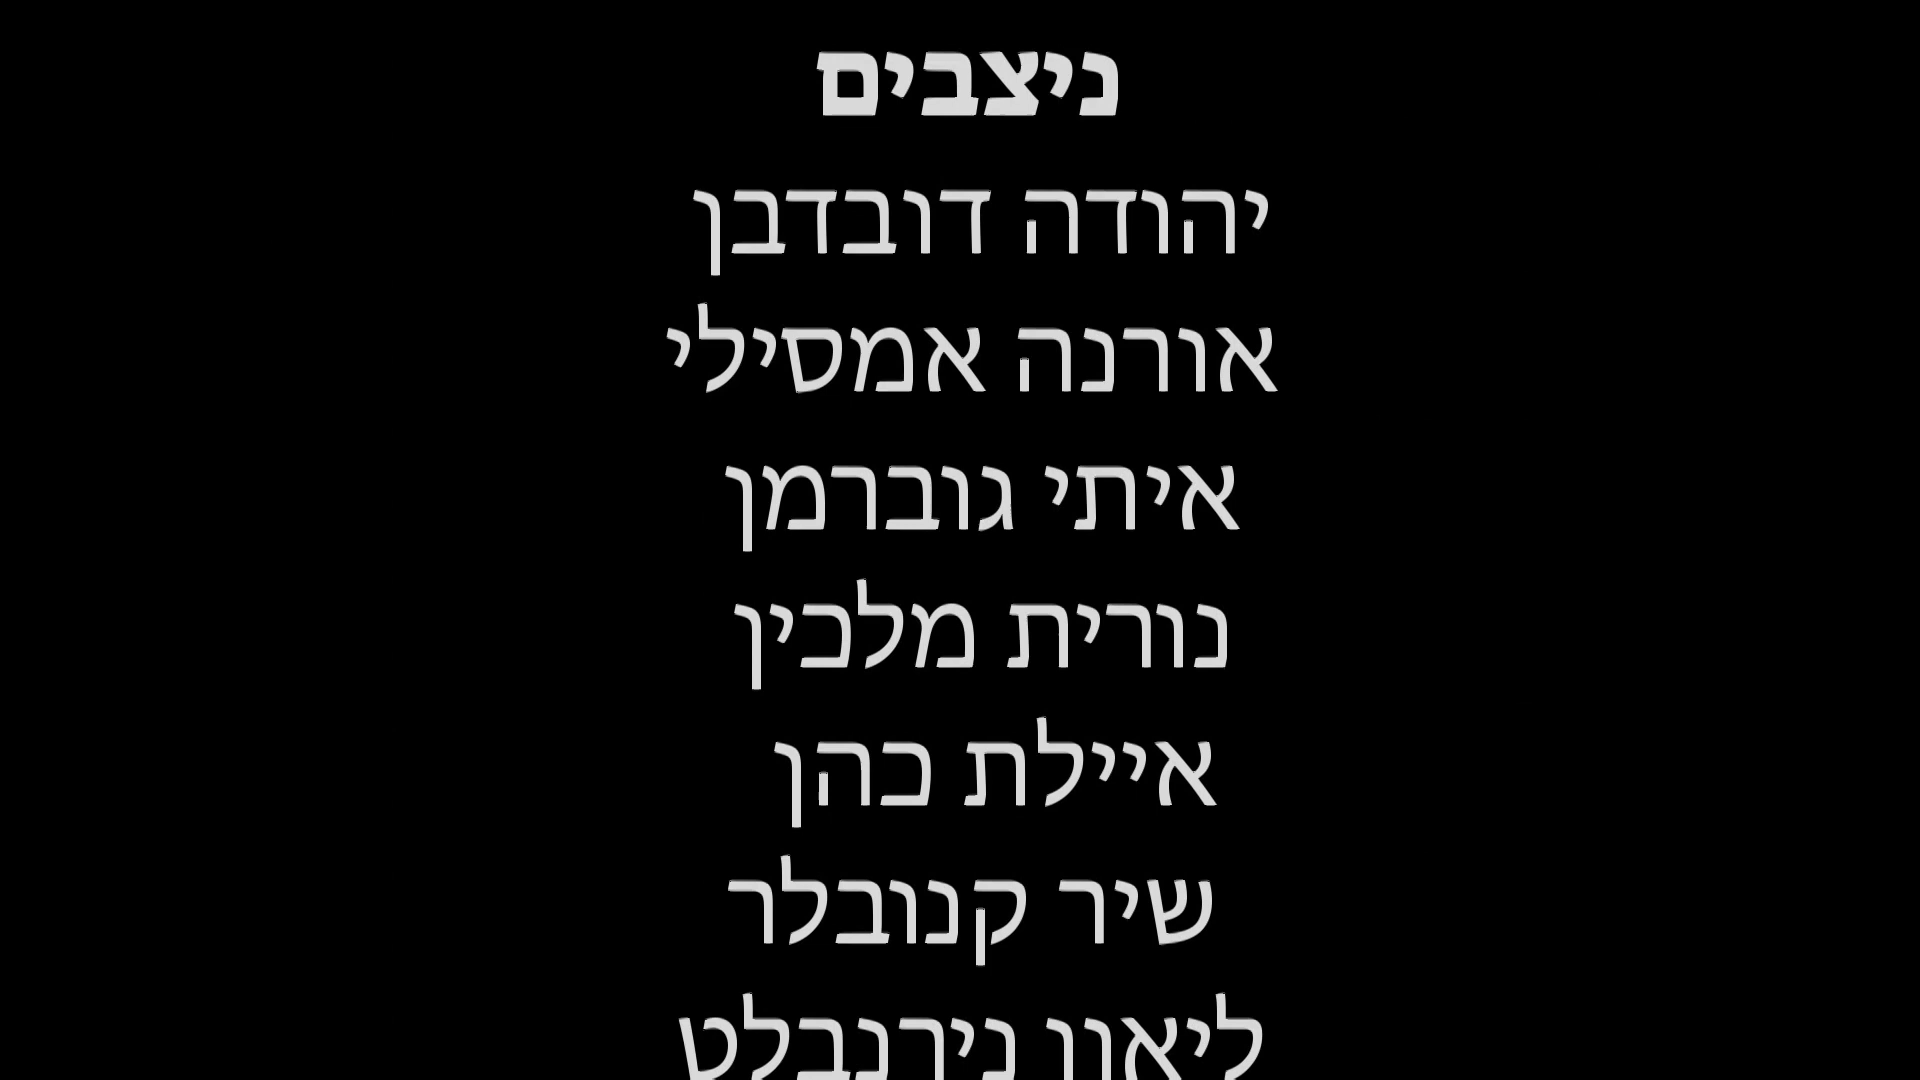 ניצבים
יהודה דובדבן
אורנה אמסילי
איתי גוברמן
נורית מלכין
איילת כהן
שיר קנובלר
ליאון נירנבלט